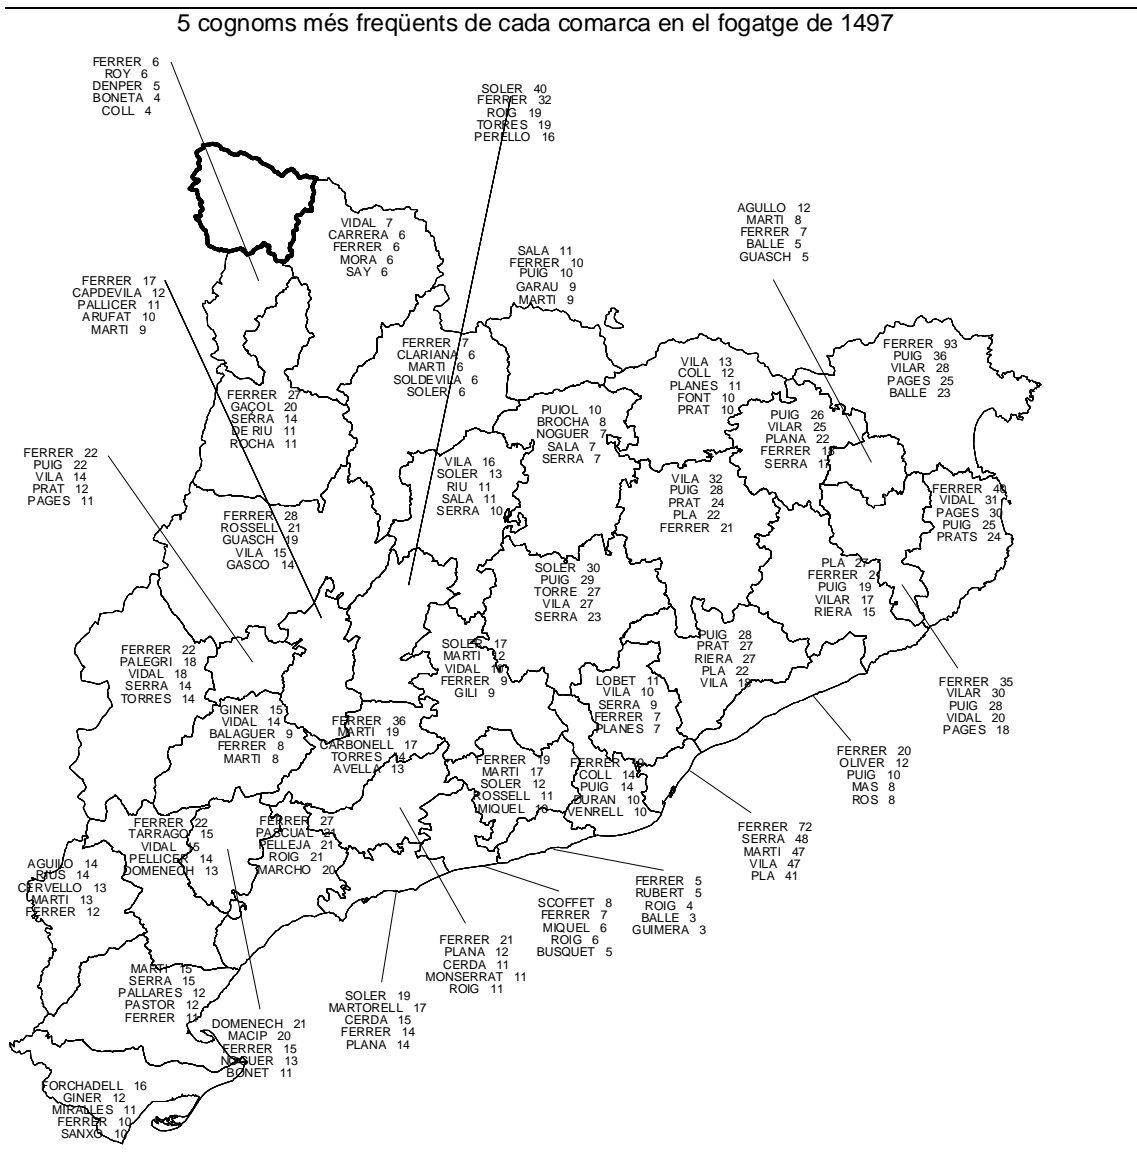 5 cognoms més freqüents de cada comarca en el fogatge de 1497
FERRER 6
ROY 6
DENPER 5
BONETA 4
COLL 4
SOLER 40
FERRER 32
ROIG 19
TORRES 19
PERELLO 16
VIDAL 7
CARRERA 6
FERRER 6
MORA 6
SAY 6
AGULLO 12
MARTI 8
FERRER 7
BALLE 5
GUASCH 5
SALA 11
FERRER 10
PUIG 10
GARAU 9
MARTI 9
FERRER 17
CAPDEVILA 12
PALLICER 11
ARUFAT 10
MARTI 9
FERRER 7
CLARIANA 6
MARTI 6
SOLDEVILA 6
SOLER 6
VILA 13
COLL 12
PLANES 11
FONT 10
PRAT 10
FERRER 93
PUIG 36
VILAR 28
PAGES 25
BALLE 23
FERRER 27
GAÇOL 20
SERRA 14
DE RIU 11
ROCHA 11
PUIOL 10
BROCHA 8
NOGUER 7
SALA 7
SERRA 7
PUIG 26
VILAR 25
PLANA 22
FERRER
SERRA
FERRER 22
PUIG 22
VILA 14
PRAT 12
PAGES 11
VILA 16
SOLER 13
RIU 11
SALA 11
SERRA 10
VILA 32
PUIG 28
PRAT 24
PLA 22
FERRER 21
FERRER 40
VIDAL 31
PAGES 30
PUIG 25
PRATS 24
FERRER 28
ROSSELL 21
GUASCH 19
VILA 15
GASCO 14
SOLER 30
PUIG 29
TORRE 27
VILA 27
SERRA 23
PLA 27
FERRER
PUIG 19
VILAR 17
RIERA 15
FERRER 22
PALEGRI 18
VIDAL 18
SERRA 14
TORRES 14
SOLER 17
MARTI 12
VIDAL 10
FERRER 9
GILI 9
PUIG 28
PRAT 27
RIERA 27
PLA 22
VILA 18
LOBET 11
VILA 10
SERRA 9
FERRER 7
PLANES 7
FERRER 35
VILAR 30
PUIG 28
VIDAL 20
PAGES 18
GINER 15
VIDAL 14
BALAGUER 9
FERRER 8
MARTI 8
FERRER 36
MARTI 19
CARBONELL 17
TORRES 14
AVELLA 13
FERRER 19
MARTI 17
SOLER 12
ROSSELL 11
MIQUEL 10
FERRER
COLL 14
PUIG 14
DURAN 10
VENRELL 10
FERRER 20
OLIVER 12
PUIG 10
MAS 8
ROS 8
FERRER 22
TARRAGO 15
VIDAL 15
PELLICER 14
DOMENECH 13
FERRER 27
PASCUAL 21
PELLEJA 21
ROIG 21
MARCHO 20
FERRER 72
SERRA 48
MARTI 47
VILA 47
PLA 41
AGUILO 14
RIUS 14
CERVELLO 13
MARTI 13
FERRER 12
FERRER 5
RUBERT 5
ROIG 4
BALLE 3
GUIMERA 3
SCOFFET 8
FERRER 7
MIQUEL 6
ROIG 6
BUSQUET 5
FERRER 21
PLANA 12
CERDA 11
MONSERRAT 11
ROIG 11
MARTI 15
SERRA 15
PALLARES 12
PASTOR 12
FERRER 11
SOLER 19
MARTORELL 17
CERDA 15
FERRER 14
PLANA 14
DOMENECH 21
MACIP 20
FERRER 15
NOGUER 13
BONET 11
FORCHADELL 16
GINER 12
MIRALLES 11
FERRER 10
SANXO 10